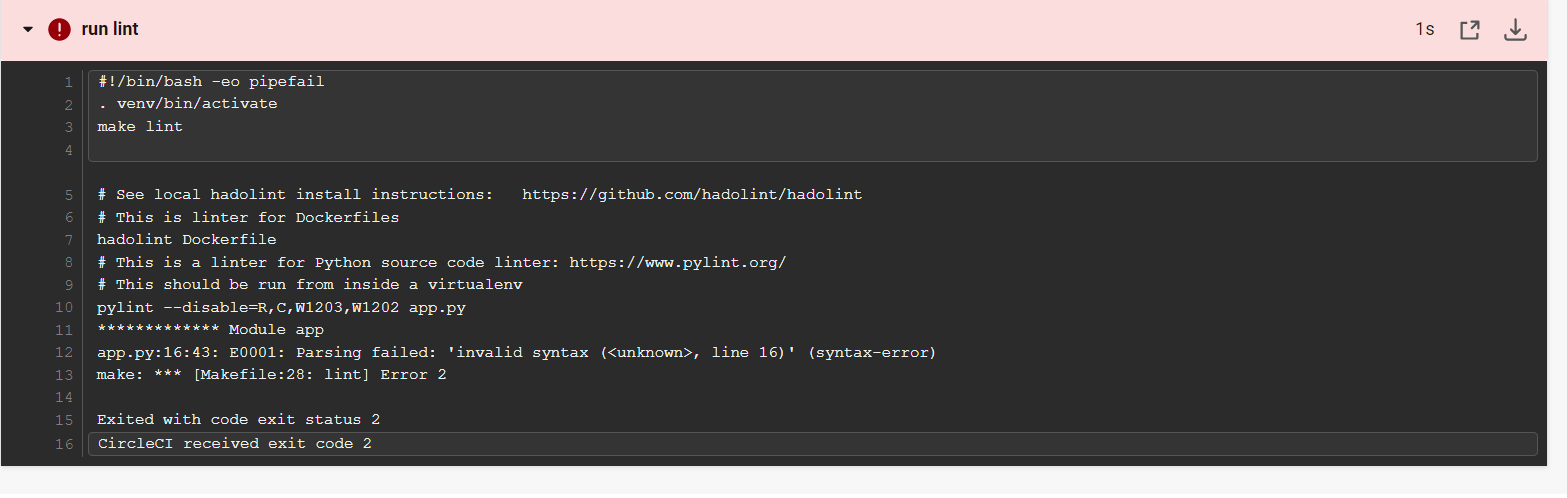 run lint
1s
1 #!/bin/bash -eo pipefail
2 . venv/bin/activate
3 make lint
4
5 # See local hadolint install instructions:   https://github.com/hadolint/hadolint
6 # This is linter for Dockerfiles
7 hadolint Dockerfile
8 # This is a linter for Python source code linter: https://www.pylint.org/
9 # This should be run from inside a virtualenv
10 pylint --disable=R,C,W1203,W1202 app.py
11 ************* Module app
12 app.py:16:43: E0001: Parsing failed: 'invalid syntax (<unknown>, line 16)' (syntax-error)
13 make: *** [Makefile:28: lint] Error 2
14
15 Exited with code exit status 2
16 CircleCI received exit code 2